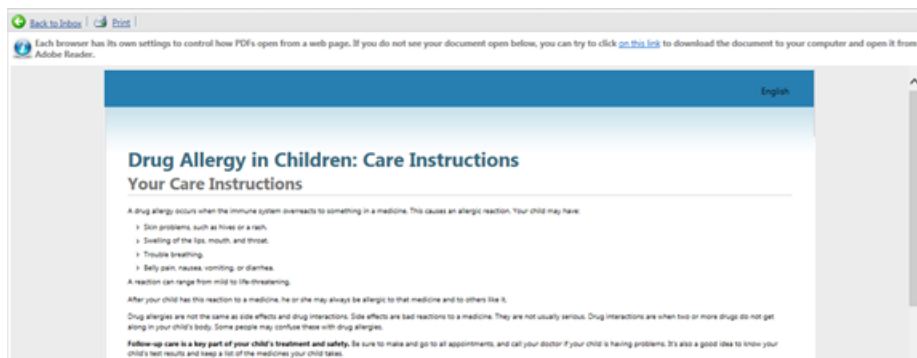 Back to Inbox | Print |
Each browser has its own settings to control how PDFs open from a web page. If you do not see your document open below, you can try to click on this link to download the document to your computer and open it from
Adobe Reader.
English
Drug Allergy in Children: Care Instructions
Your Care Instructions
A drug allergy occurs when the immune system overreacts to something in a medicine. This causes an allergic reaction. Your child may have:
Skin problems, such as hives or a rash.
Swelling of the lips, mouth, and throat.
Trouble breathing.
Belly pain, nausea, vomiting, or diarrhea.
A reaction can range from mild to life-threatening.
After your child has this reaction to a medicine, he or she may always be allergic to that medicine and to others like it.
Drug allergies are not the same as side effects and drug interactions. Side effects are bad reactions to a medicine. They are not usually serious. Drug interactions are when two or more drugs do not get
along in your child's body. Some people may confuse these with drug allergies.
Follow-up care is a key part of your child's treatment and safety. Be sure to make and go to all appointments, and call your doctor if your child is having problems. It's also a good idea to know your
child's test results and keep a list of the medicines your child takes.